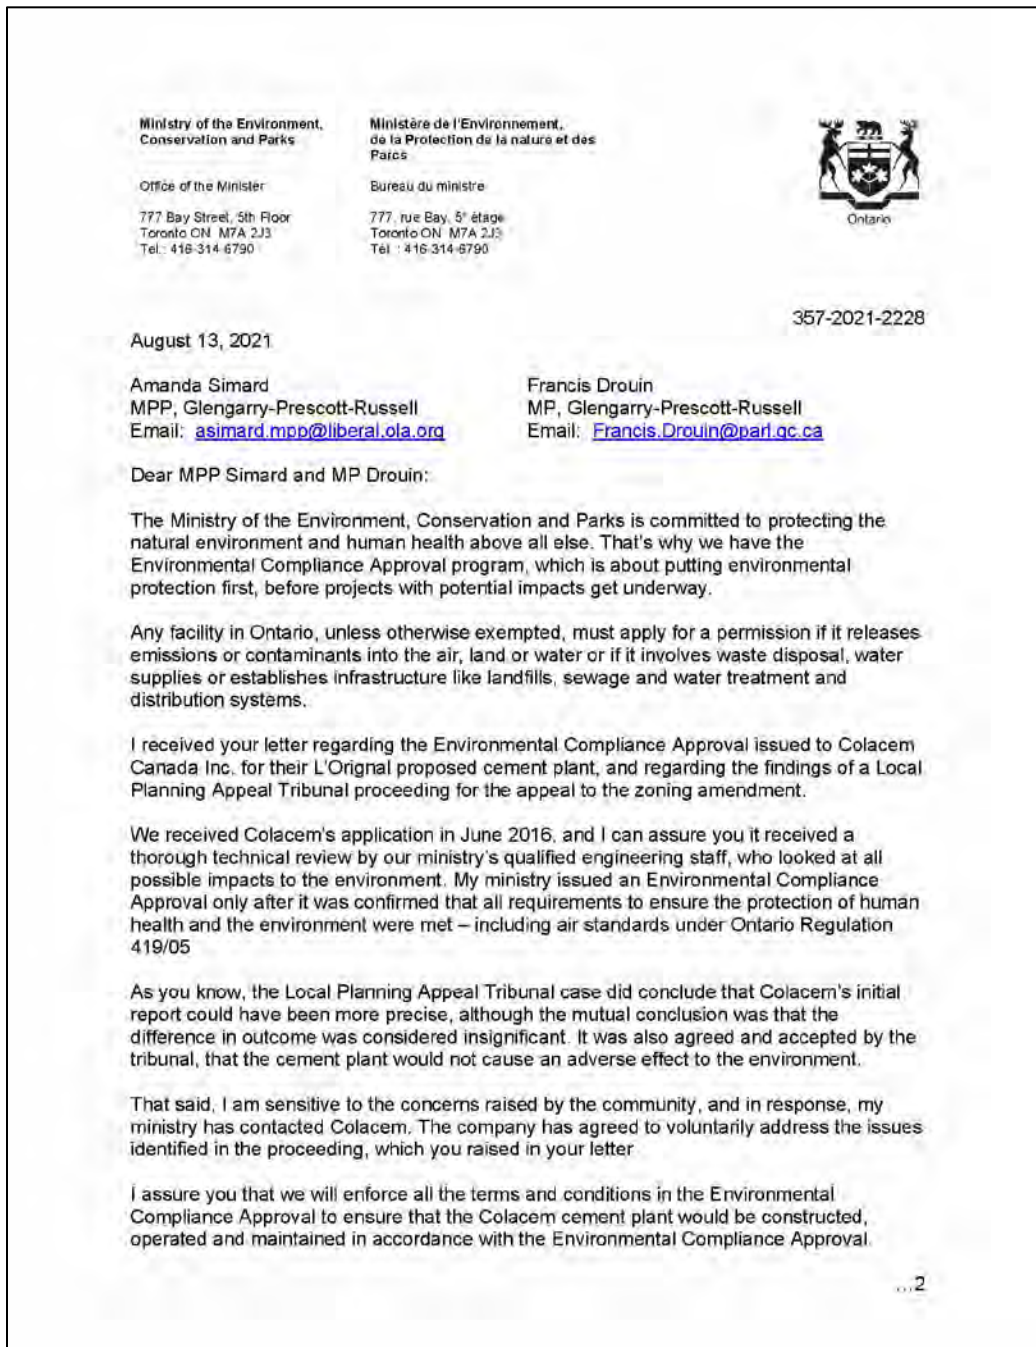 Ministry of the Environment,
Conservation and Parks
Office of the Minister
777 Bay Street, 5th Floor
Toronto ON M7A 2J3
Tel.: 416-314-6790
Ministère de l'Environnement,
de la Protection de la nature et des
Parcs
Bureau du ministre
777, rue Bay, 5e étage
Toronto ON M7A 2J3
Tél. : 416-314-6790
Ontario
357-2021-2228
August 13, 2021
Amanda Simard
MPP, Glengarry-Prescott-Russell
Email: asimard.mpp@liberal.ola.org
Francis Drouin
MP, Glengarry-Prescott-Russell
Email: Francis.Drouin@parl.gc.ca
Dear MPP Simard and MP Drouin:
The Ministry of the Environment, Conservation and Parks is committed to protecting the
natural environment and human health above all else. That's why we have the
Environmental Compliance Approval program, which is about putting environmental
protection first, before projects with potential impacts get underway.
Any facility in Ontario, unless otherwise exempted, must apply for a permission if it releases
emissions or contaminants into the air, land or water or if it involves waste disposal, water
supplies or establishes infrastructure like landfills, sewage and water treatment and
distribution systems.
I received your letter regarding the Environmental Compliance Approval issued to Colacem
Canada Inc. for their L'Orignal proposed cement plant, and regarding the findings of a Local
Planning Appeal Tribunal proceeding for the appeal to the zoning amendment.
We received Colacem's application in June 2016, and I can assure you it received a
thorough technical review by our ministry's qualified engineering staff, who looked at all
possible impacts to the environment. My ministry issued an Environmental Compliance
Approval only after it was confirmed that all requirements to ensure the protection of human
health and the environment were met – including air standards under Ontario Regulation
419/05
As you know, the Local Planning Appeal Tribunal case did conclude that Colacem's initial
report could have been more precise, although the mutual conclusion was that the
difference in outcome was considered insignificant. It was also agreed and accepted by the
tribunal, that the cement plant would not cause an adverse effect to the environment.
That said, I am sensitive to the concerns raised by the community, and in response, my
ministry has contacted Colacem. The company has agreed to voluntarily address the issues
identified in the proceeding, which you raised in your letter
I assure you that we will enforce all the terms and conditions in the Environmental
Compliance Approval to ensure that the Colacem cement plant would be constructed,
operated and maintained in accordance with the Environmental Compliance Approval.
...2